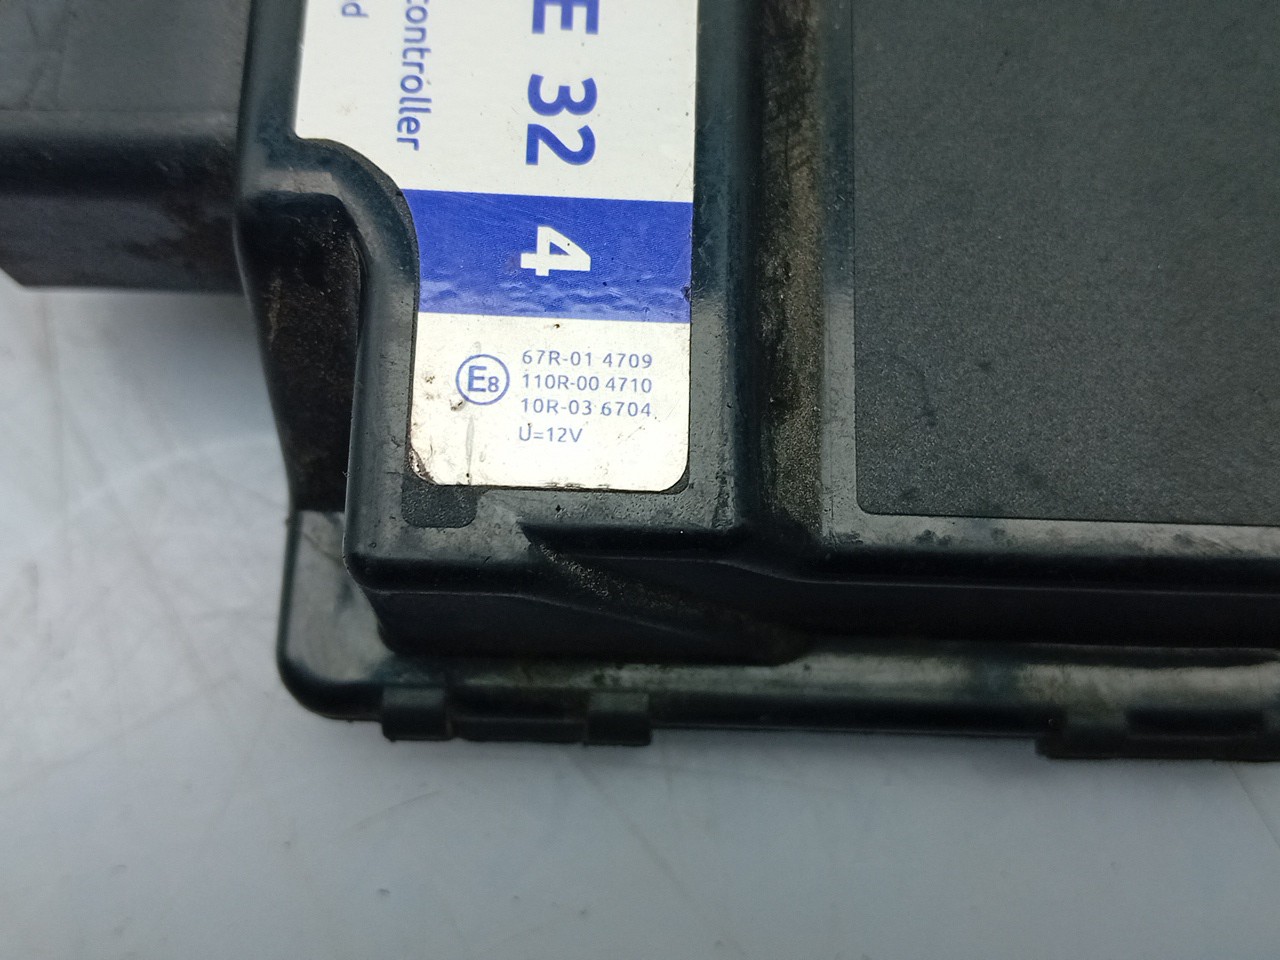 E 32
controller
d
4
E8
67R-01 4709
110R-00 4710
10R-03 6704
U=12V